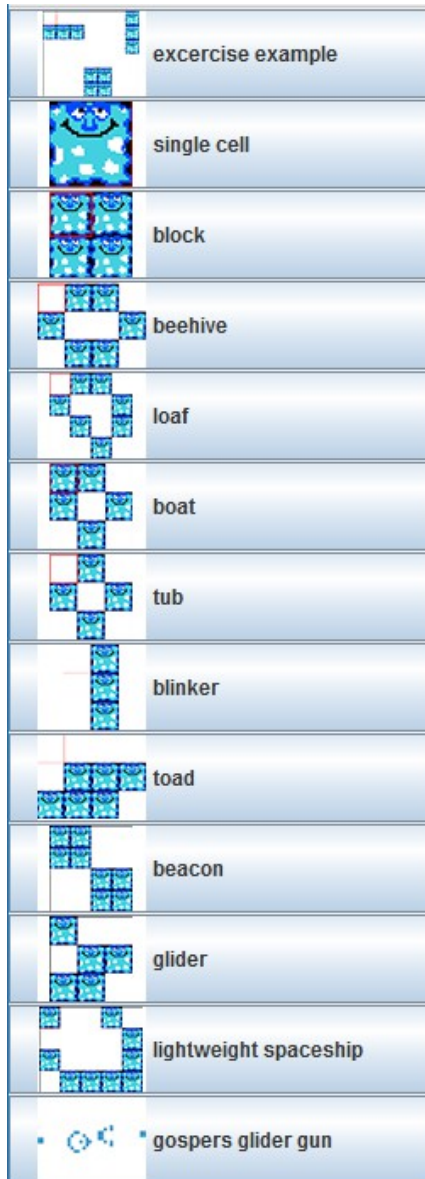 excercise example
single cell
block
beehive
loaf
boat
tub
blinker
toad
beacon
glider
lightweight spaceship
gospers glider gun